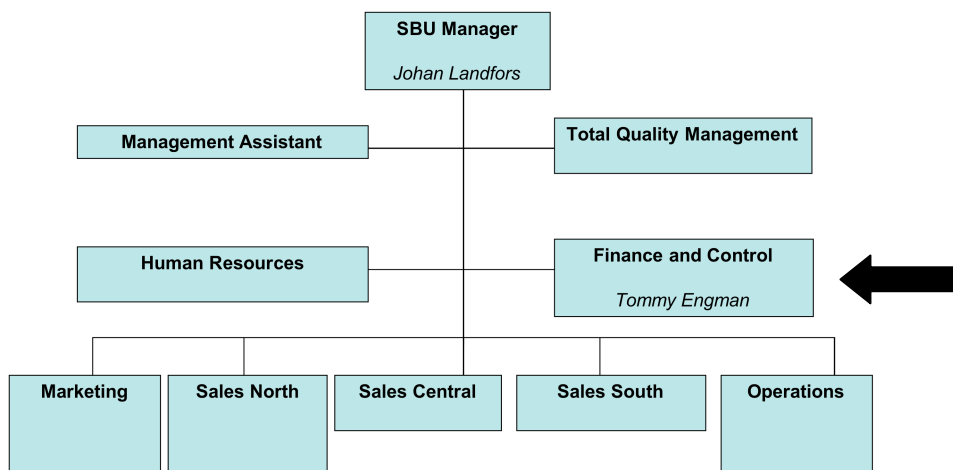 SBU Manager
Johan Landfors
Management Assistant
Total Quality Management
Human Resources
Finance and Control
Tommy Engman
Marketing
Sales North
Sales Central
Sales South
Operations